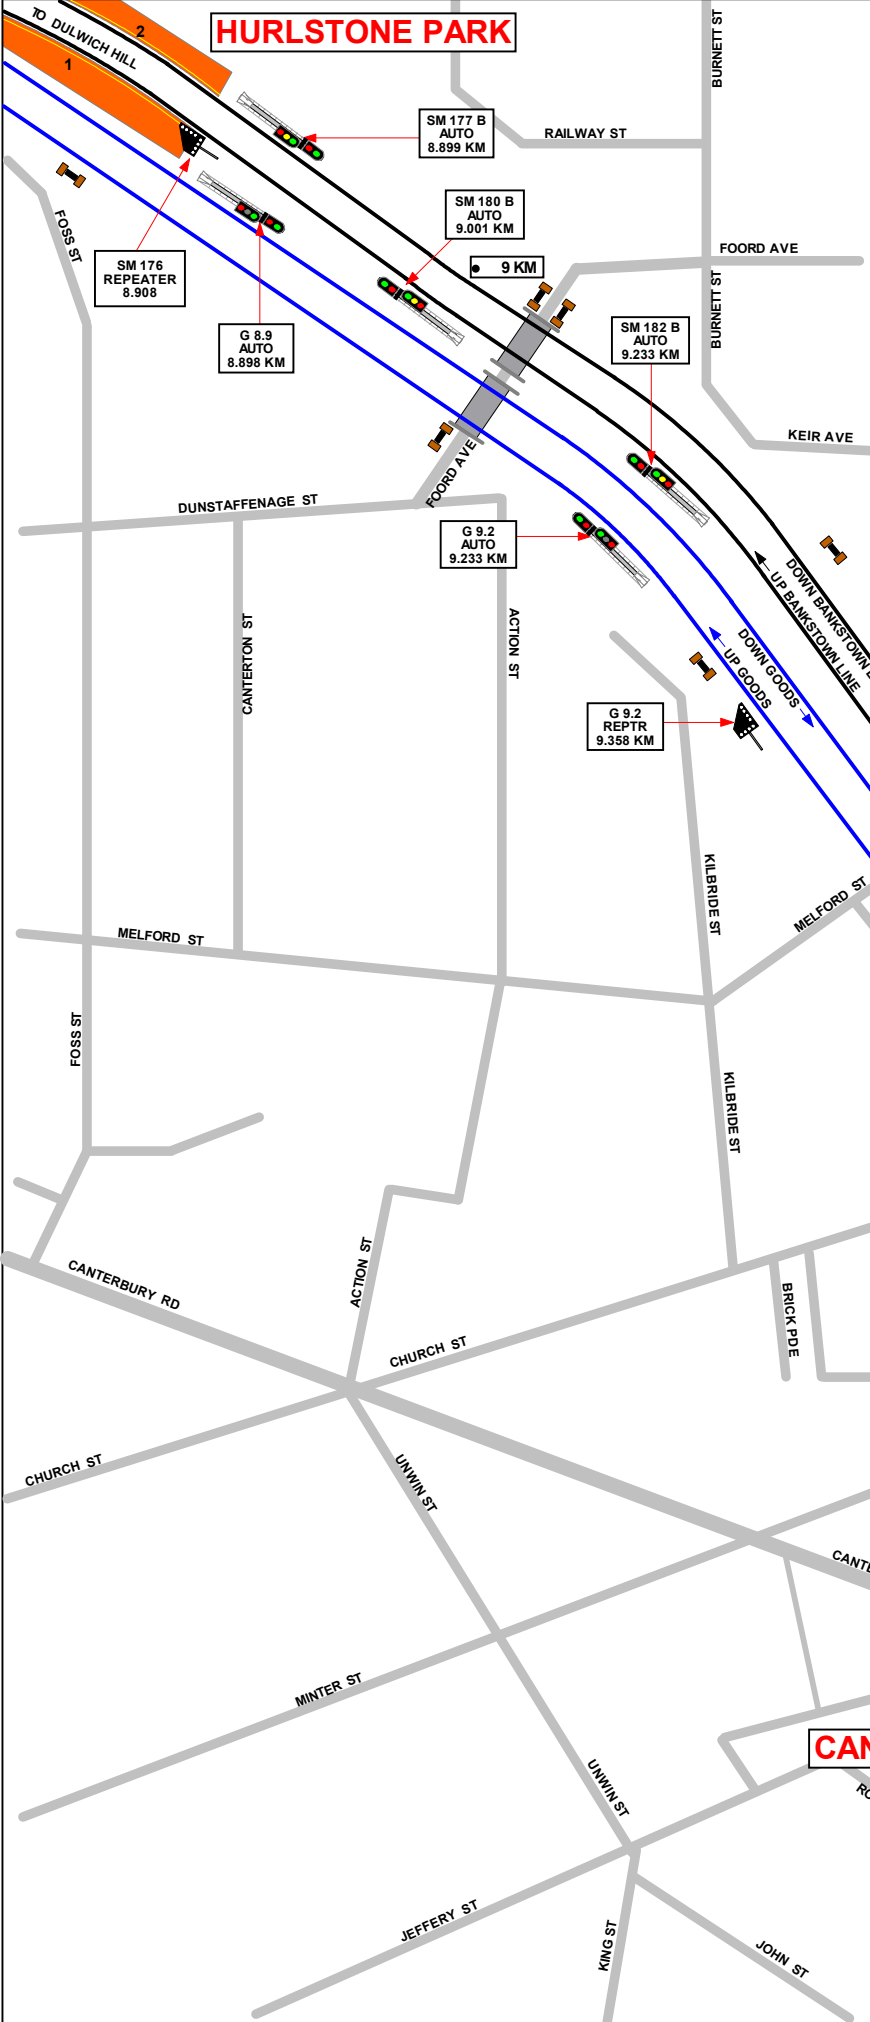 HURLSTONE PARK
TO DULWICH HILL
2
1
BURNETT ST
SM 177 B
AUTO
8.899 KM
RAILWAY ST
SM 180 B
AUTO
9.001 KM
FOSS ST
SM 176
REPEATER
8.908
9 KM
FOORD AVE
BURNETT ST
G 8.9
AUTO
8.898 KM
SM 182 B
AUTO
9.233 KM
KEIR AVE
FOORD AVE
DUNSTAFFENAGE ST
G 9.2
AUTO
9.233 KM
DOWN BANKSTOWN
UP BANKSTOWN LINE
DOWN GOODS
UP GOODS
CANTERTON ST
ACTION ST
G 9.2
REPTR
9.358 KM
KILBRIDE ST
MELFORD ST
MELFORD ST
FOSS ST
KILBRIDE ST
CANTERBURY RD
ACTION ST
BRICK PDE
CHURCH ST
CHURCH ST
UNWIN ST
CANTE
MINTER ST
CAN
UNWIN ST
RO
JEFFERY ST
KING ST
JOHN ST